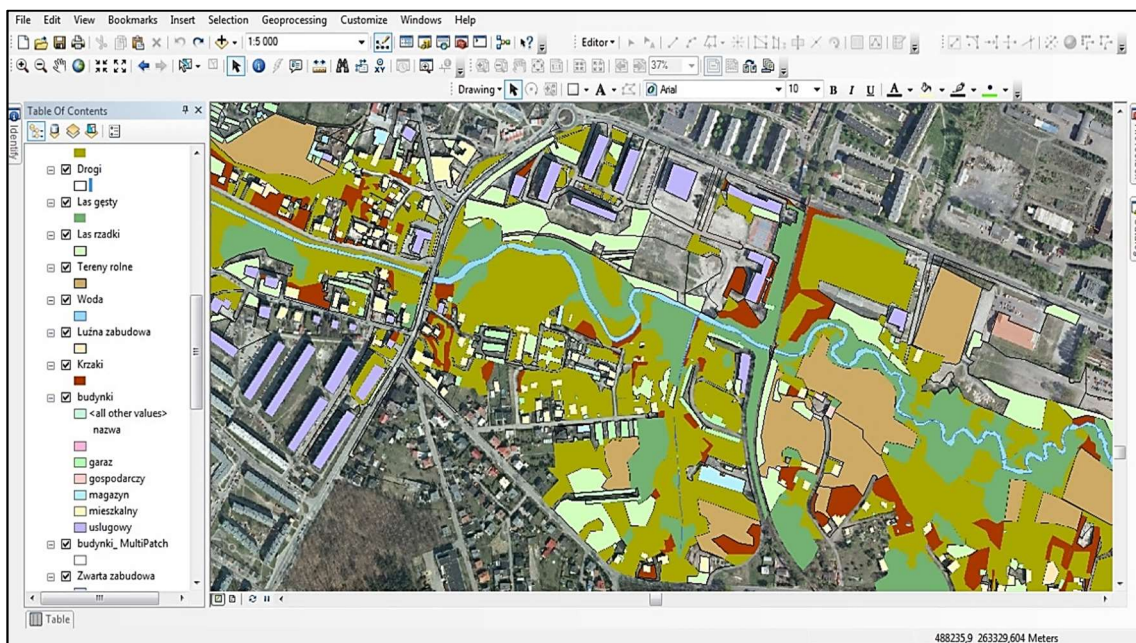 File Edit View Bookmarks Insert Selection Geoprocessing Customize Windows Help
1:5 000 Editor
37%
Drawing A Arial 10 B I U A
Table Of Contents
Identify
Drogi
Las gęsty
Las rzadki
Tereny rolne
Woda
Luźna zabudowa
Krzaki
budynki
<all other values>
nazwa
garaz
gospodarczy
magazyn
mieszkalny
uslugowy
budynki_MultiPatch
Zwarta zabudowa
Table
488235,9 263329,604 Meters